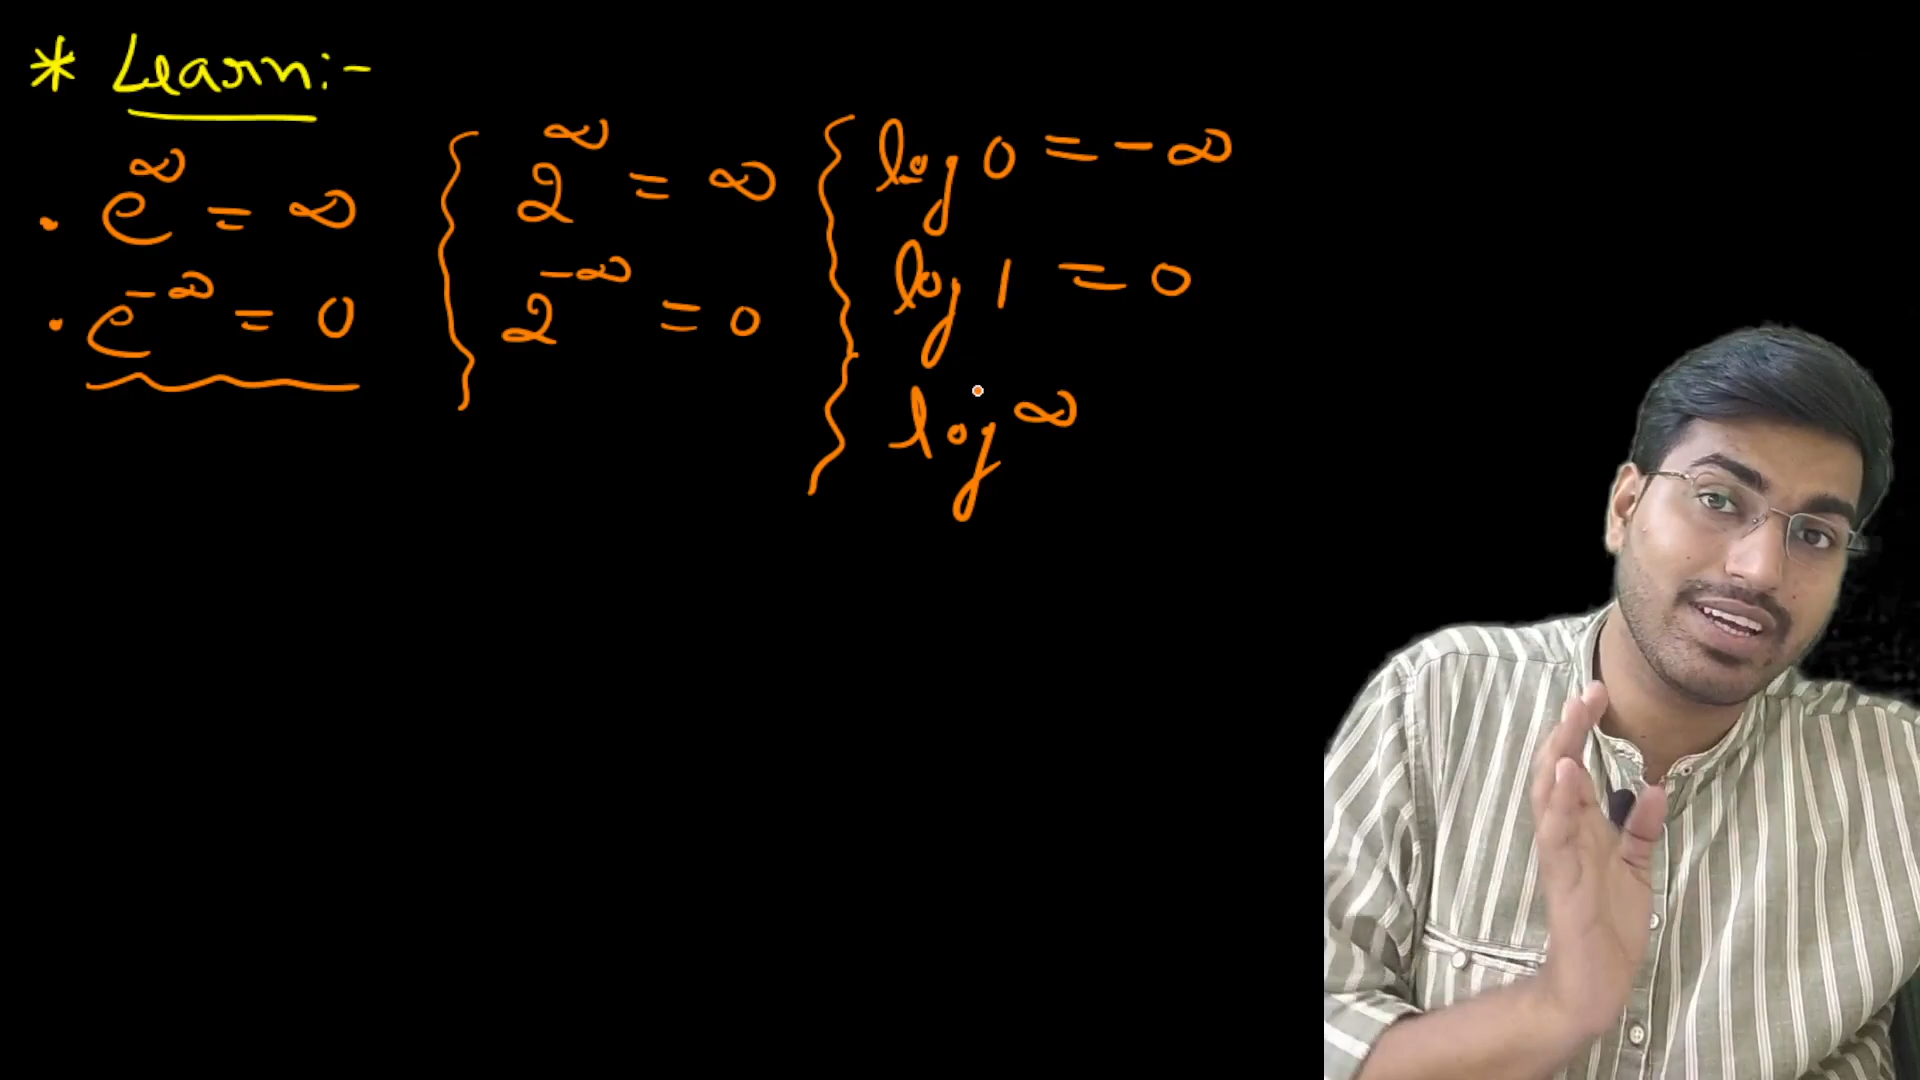 * Learn:-
• e^∞ = ∞
• e^-∞ = 0
2^∞ = ∞
2^-∞ = 0
log 0 = -∞
log 1 = 0
log ∞